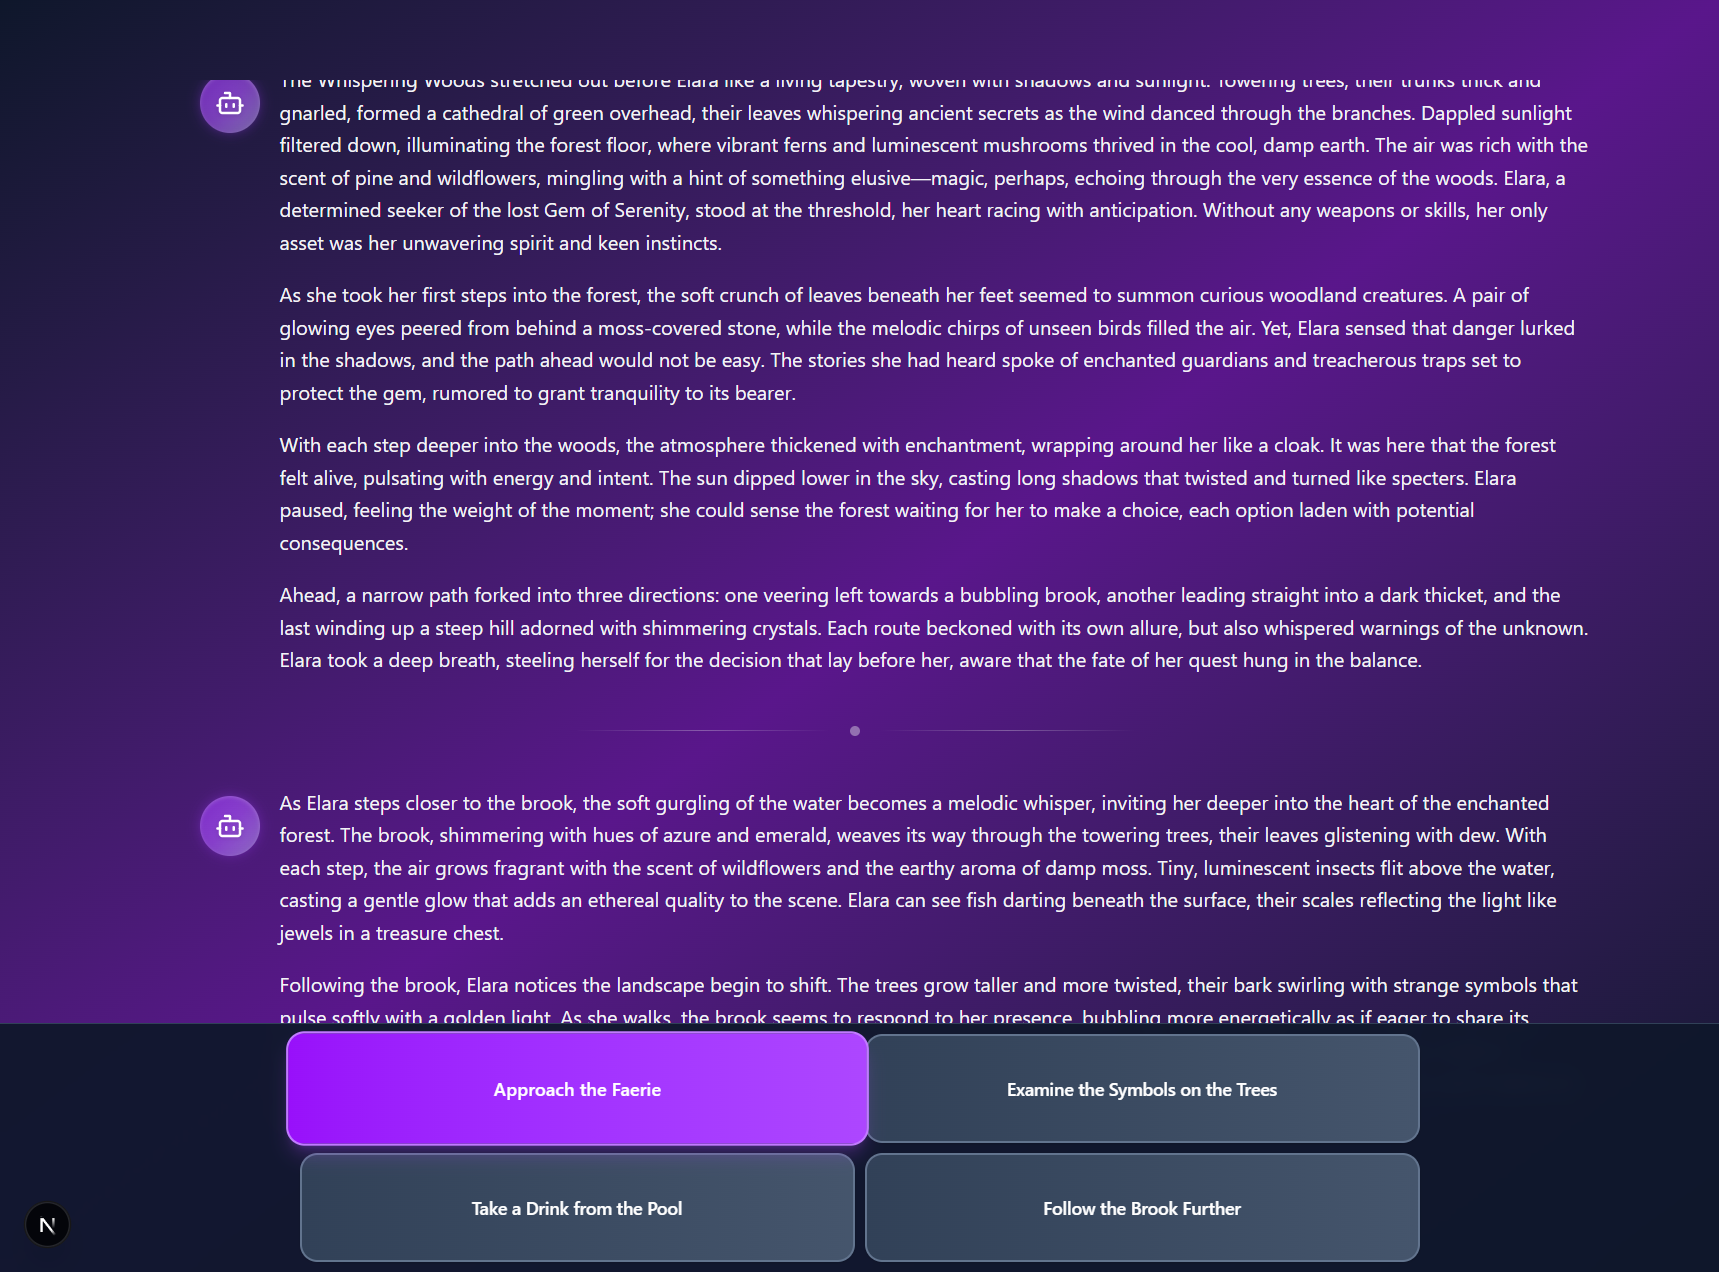 The Whispering Woods stretched out before Elara like a living tapestry, woven with shadows and sunlight. Towering trees, their trunks thick and
gnarled, formed a cathedral of green overhead, their leaves whispering ancient secrets as the wind danced through the branches. Dappled sunlight
filtered down, illuminating the forest floor, where vibrant ferns and luminescent mushrooms thrived in the cool, damp earth. The air was rich with the
scent of pine and wildflowers, mingling with a hint of something elusive—magic, perhaps, echoing through the very essence of the woods. Elara, a
determined seeker of the lost Gem of Serenity, stood at the threshold, her heart racing with anticipation. Without any weapons or skills, her only
asset was her unwavering spirit and keen instincts.
As she took her first steps into the forest, the soft crunch of leaves beneath her feet seemed to summon curious woodland creatures. A pair of
glowing eyes peered from behind a moss-covered stone, while the melodic chirps of unseen birds filled the air. Yet, Elara sensed that danger lurked
in the shadows, and the path ahead would not be easy. The stories she had heard spoke of enchanted guardians and treacherous traps set to
protect the gem, rumored to grant tranquility to its bearer.
With each step deeper into the woods, the atmosphere thickened with enchantment, wrapping around her like a cloak. It was here that the forest
felt alive, pulsating with energy and intent. The sun dipped lower in the sky, casting long shadows that twisted and turned like specters. Elara
paused, feeling the weight of the moment; she could sense the forest waiting for her to make a choice, each option laden with potential
consequences.
Ahead, a narrow path forked into three directions: one veering left towards a bubbling brook, another leading straight into a dark thicket, and the
last winding up a steep hill adorned with shimmering crystals. Each route beckoned with its own allure, but also whispered warnings of the unknown.
Elara took a deep breath, steeling herself for the decision that lay before her, aware that the fate of her quest hung in the balance.
As Elara steps closer to the brook, the soft gurgling of the water becomes a melodic whisper, inviting her deeper into the heart of the enchanted
forest. The brook, shimmering with hues of azure and emerald, weaves its way through the towering trees, their leaves glistening with dew. With
each step, the air grows fragrant with the scent of wildflowers and the earthy aroma of damp moss. Tiny, luminescent insects flit above the water,
casting a gentle glow that adds an ethereal quality to the scene. Elara can see fish darting beneath the surface, their scales reflecting the light like
jewels in a treasure chest.
Following the brook, Elara notices the landscape begin to shift. The trees grow taller and more twisted, their bark swirling with strange symbols that
pulse softly with a golden light. As she walks, the brook seems to respond to her presence, bubbling more energetically as if eager to share its
Approach the Faerie
Examine the Symbols on the Trees
Take a Drink from the Pool
Follow the Brook Further
N